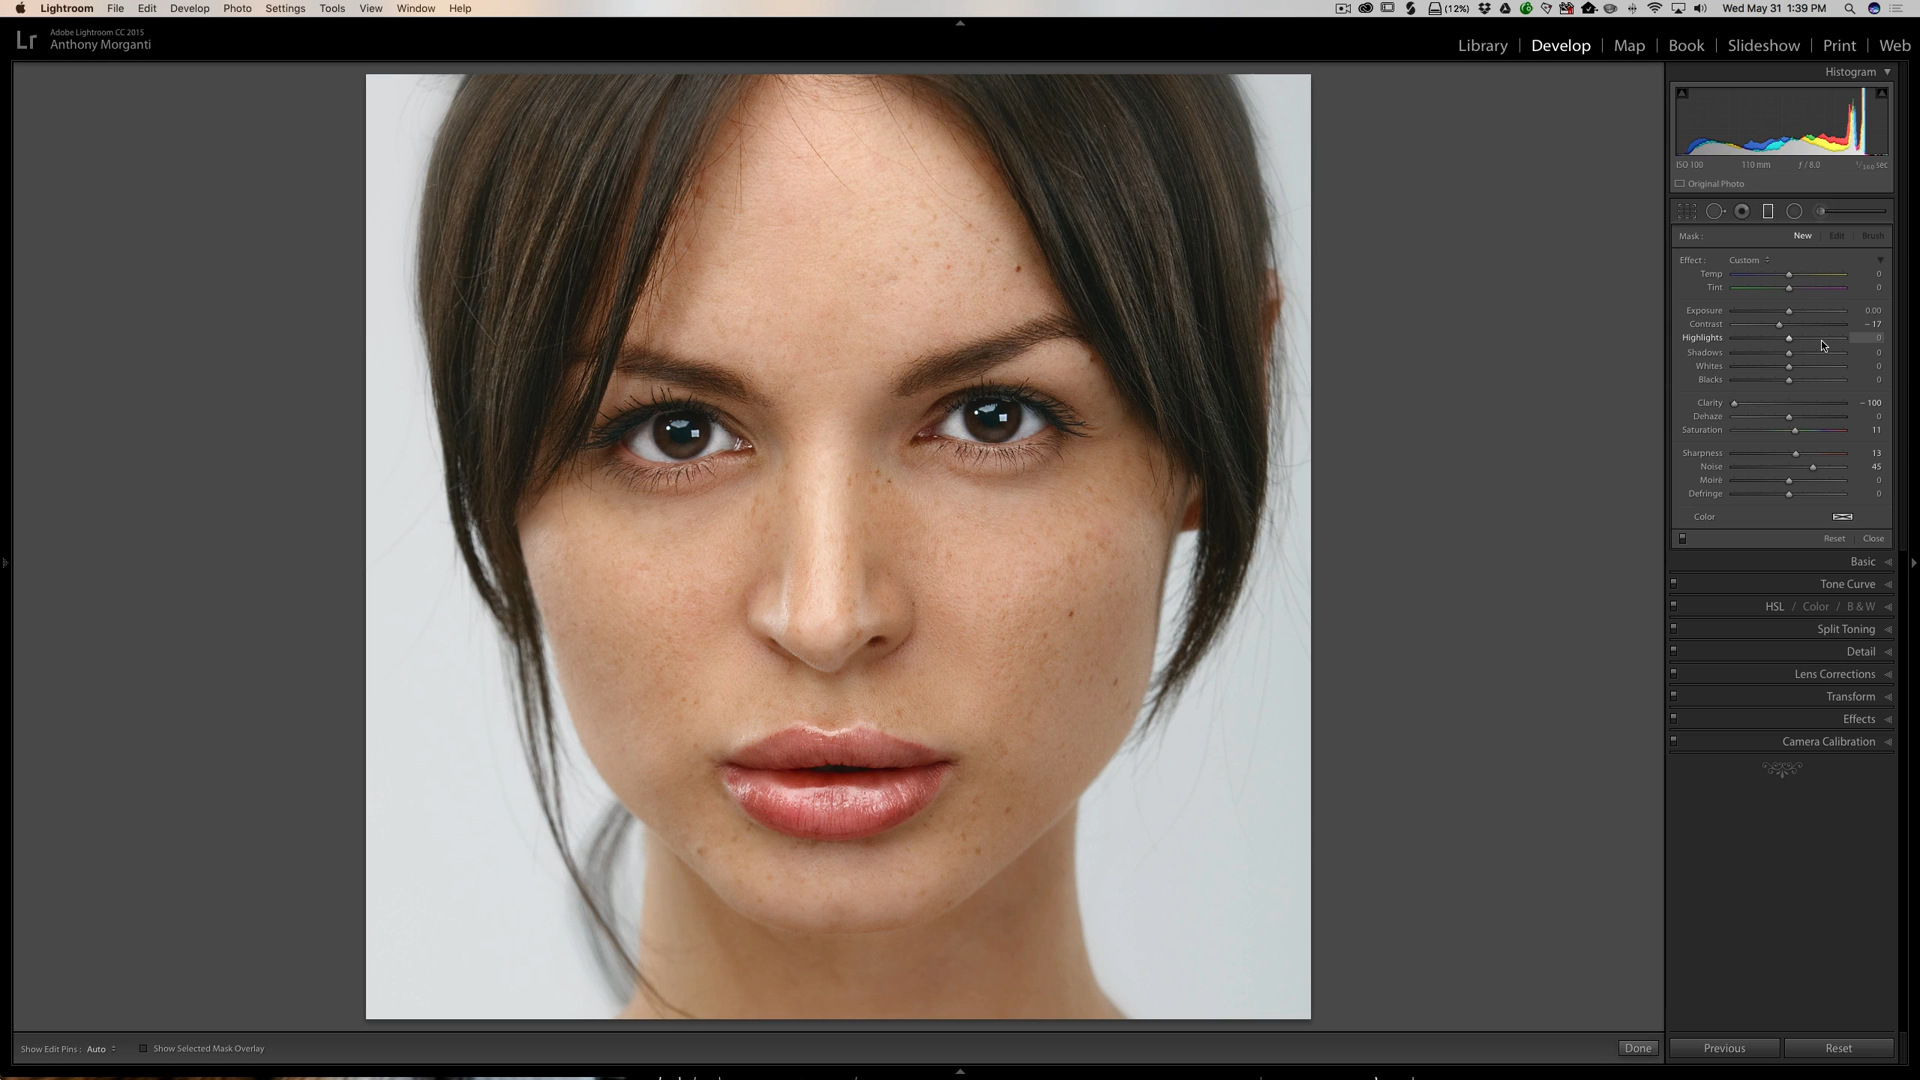 Lightroom File Edit Develop Photo Settings Tools View Window Help (12%) Wed May 31 1:39 PM
Lr Adobe Lightroom CC 2015
Anthony Morganti
Library | Develop | Map | Book | Slideshow | Print | Web
Histogram
ISO 100 110 mm ƒ / 8.0 1/160 sec
Original Photo
Mask : New Edit Brush
Effect : Custom
Temp 0
Tint 0
Exposure 0.00
Contrast – 17
Highlights 0
Shadows 0
Whites 0
Blacks 0
Clarity – 100
Dehaze 0
Saturation 11
Sharpness 13
Noise 45
Moiré 0
Defringe 0
Color
Reset Close
Basic
Tone Curve
HSL / Color / B & W
Split Toning
Detail
Lens Corrections
Transform
Effects
Camera Calibration
Show Edit Pins : Auto Show Selected Mask Overlay Done Previous Reset